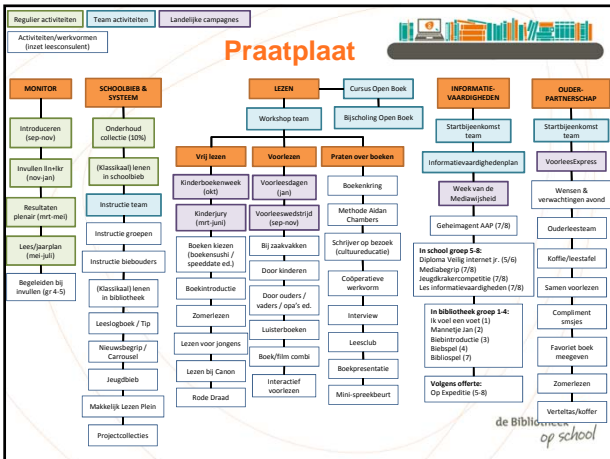 Regulier activiteiten
Team activiteiten
Landelijke campagnes
Activiteiten/werkvormen
(inzet leesconsulent)
Praatplaat
MONITOR
Introduceren
(sep-nov)
Invullen lln+lkr
(nov-jan)
Resultaten
plenair (mrt-mei)
Lees/jaarplan
(mei-juli)
Begeleiden bij
invullen (gr 4-5)
SCHOOLBIEB &
SYSTEEM
Onderhoud
collectie (10%)
(Klassikaal) lenen
in schoolbieb
Instructie team
Instructie groepen
Instructie biebouders
(Klassikaal) lenen
in bibliotheek
Leeslogboek / Tip
Nieuwsbegrip /
Carrousel
Jeugdbieb
Makkelijk Lezen Plein
Projectcollecties
LEZEN
Cursus Open Boek
Bijscholing Open Boek
Workshop team
Vrij lezen
Kinderboekenweek
(okt)
Kinderjury (mrt-juni)
Boeken kiezen
(boekensushi /
speeddate ed.)
Boekintroductie
Zomerlezen
Lezen voor jongens
Lezen bij Canon
Rode Draad
Voorlezen
Voorleesdagen
(jan)
Voorleeswedstrijd
(sep-nov)
Bij zaakvakken
Door kinderen
Door ouders /
vaders / opa's ed.
Luisterboeken
Boek/film combi
Interactief
voorlezen
Praten over boeken
Boekenkring
Methode Aidan
Chambers
Schrijver op bezoek
(cultuureducatie)
Coöperatieve
werkvorm
Interview
Leesclub
Boekpresentatie
Mini-spreekbeurt
INFORMATIE-
VAARDIGHEDEN
Startbijeenkomst
team
Informatievaardighedenplan
Week van de
Mediawijsheid
Geheimagent AAP (7/8)
In school groep 5-8:
Diploma Veilig internet jr. (5/6)
Mediabegrip (7/8)
Jeugdkrakercompetitie (7/8)
Les informatievaardigheden (7/8)
In bibliotheek groep 1-4:
Ik voel een voet (1)
Mannetje Jan (2)
Biebintroductie (3)
Biebspel (4)
Bibliospel (7)
Volgens offerte:
Op Expeditie (5-8)
OUDER-
PARTNERSCHAP
Startbijeenkomst
team
VoorleesExpress
Wensen &
verwachtingen avond
Ouderleesteam
Koffie/leestafel
Samen voorlezen
Compliment
smsjes
Favoriet boek
meegeven
Zomerlezen
Verteltas/koffer
de Bibliotheek
op school